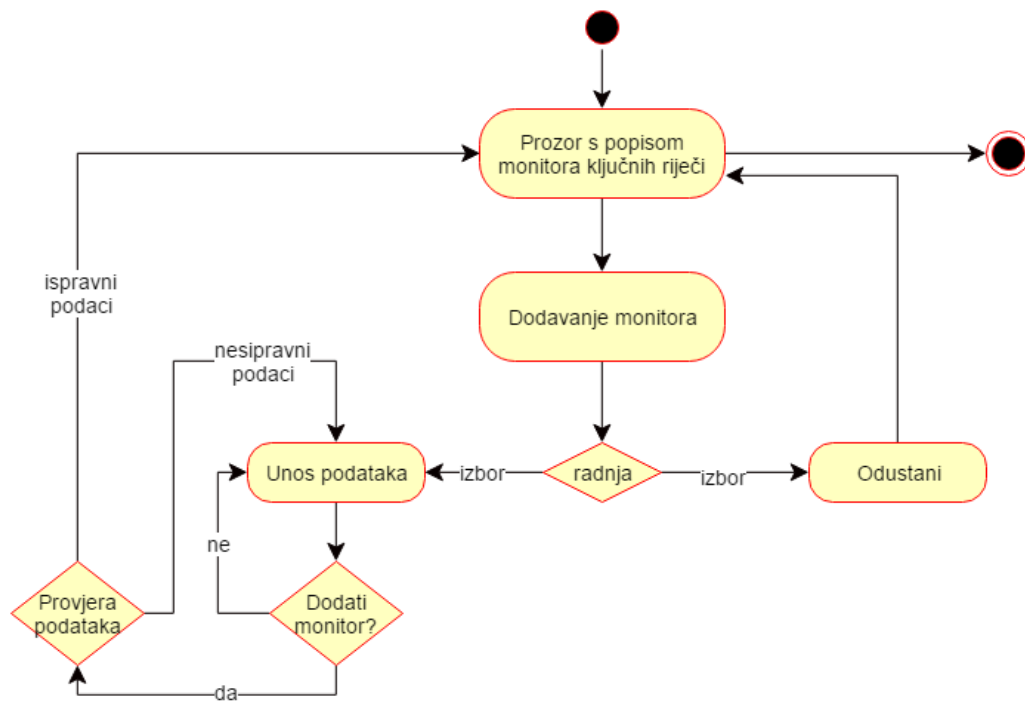 Prozor s popisom
monitora ključnih riječi
ispravni
podaci
Dodavanje monitora
nesipravni
podaci
Unos podataka
izbor
radnja
izbor
Odustani
ne
Provjera
podataka
Dodati
monitor?
da